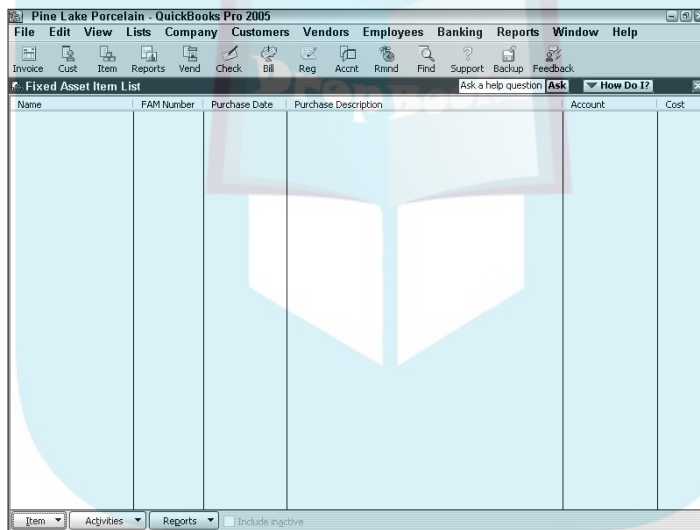 Pine Lake Porcelain - QuickBooks Pro 2005
File Edit View Lists Company Customers Vendors Employees Banking Reports Window Help
Invoice Cust Item Reports Vend Check Bill Reg Accnt Rmnd Find Support Backup Feedback
Fixed Asset Item List Ask a help question Ask How Do I?
Name FAM Number Purchase Date Purchase Description Account Cost
Item Activities Reports Include inactive